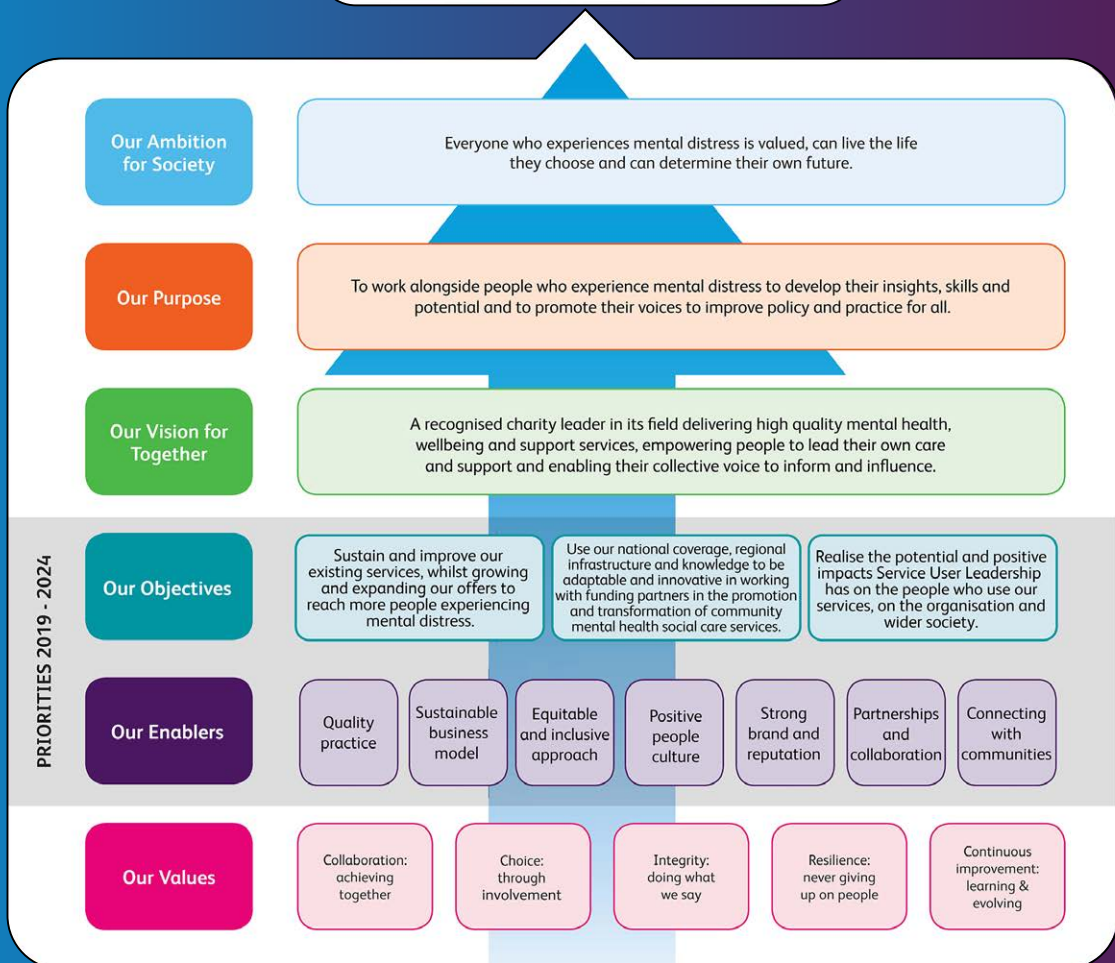 Our Ambition
for Society
Everyone who experiences mental distress is valued, can live the life
they choose and can determine their own future.
Our Purpose
To work alongside people who experience mental distress to develop their insights, skills and
potential and to promote their voices to improve policy and practice for all.
Our Vision for
Together
A recognised charity leader in its field delivering high quality mental health,
wellbeing and support services, empowering people to lead their own care
and support and enabling their collective voice to inform and influence.
PRIORITIES 2019 - 2024
Our Objectives
Sustain and improve our
existing services, whilst growing
and expanding our offers to
reach more people experiencing
mental distress.
Use our national coverage, regional
infrastructure and knowledge to be
adaptable and innovative in working
with funding partners in the promotion
and transformation of community
mental health social care services.
Realise the potential and positive
impacts Service User Leadership
has on the people who use our
services, on the organisation and
wider society.
Our Enablers
Quality
practice
Sustainable
business
model
Equitable
and inclusive
approach
Positive
people
culture
Strong
brand and
reputation
Partnerships
and
collaboration
Connecting
with
communities
Our Values
Collaboration:
achieving
together
Choice:
through
involvement
Integrity:
doing what
we say
Resilience:
never giving
up on people
Continuous
improvement:
learning &
evolving